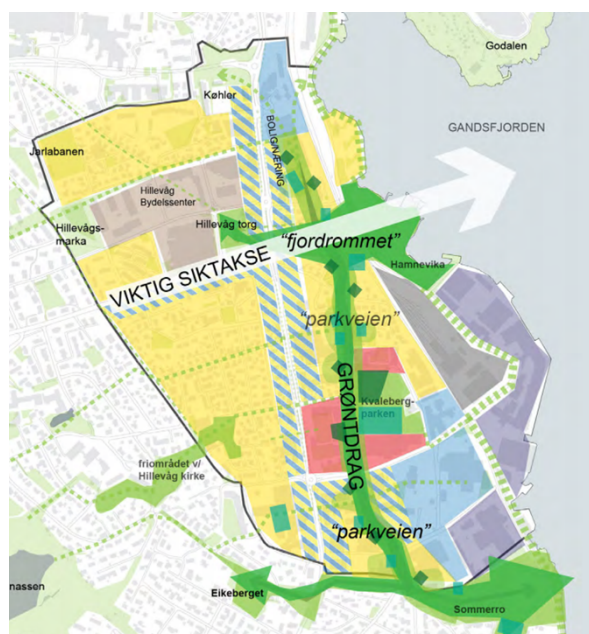 Godalen
GANDSFJORDEN
Køhler
BOLIG/NÆRING
Jarlabanen
Hillevåg
Bydelssenter
Hillevågs-
marka
Hillevåg torg
"fjordrommet"
Hamnevika
VIKTIG SIKTAKSE
"parkveien"
GRØNTDRAG
Kvaleberg-
parken
friområdet v/
Hillevåg kirke
"parkveien"
nassen
Eikeberget
Sommerro